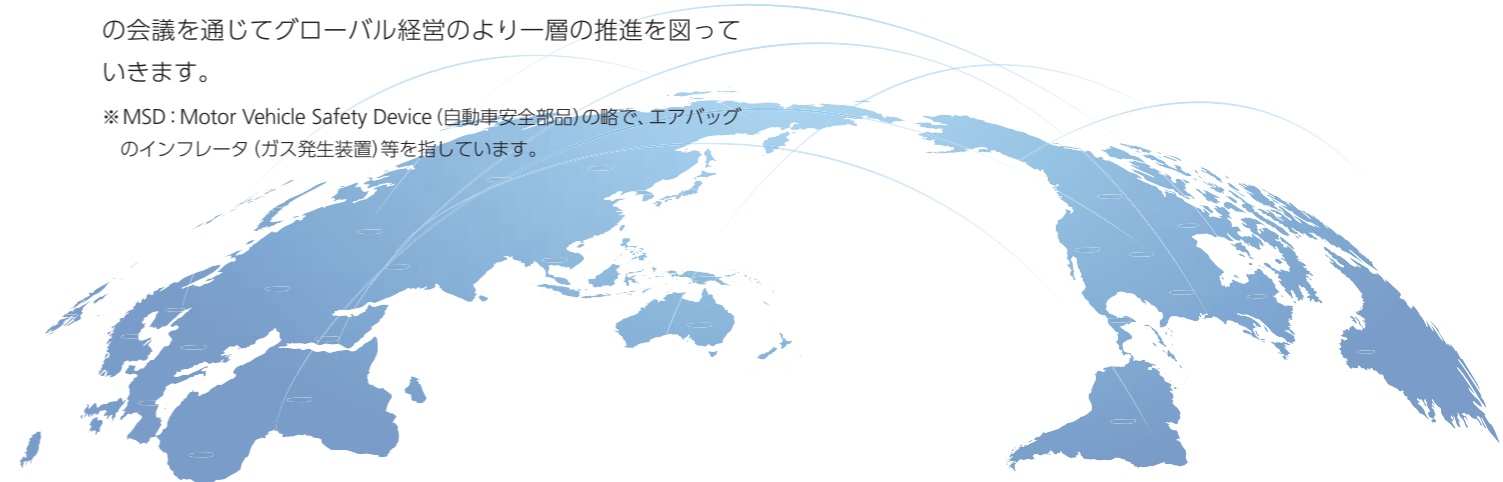 の会議を通じてグローバル経営のより一層の推進を図って
いきます。
※MSD:Motor Vehicle Safety Device(自動車安全部品)の略で、エアバッグ
のインフレータ(ガス発生装置)等を指しています。